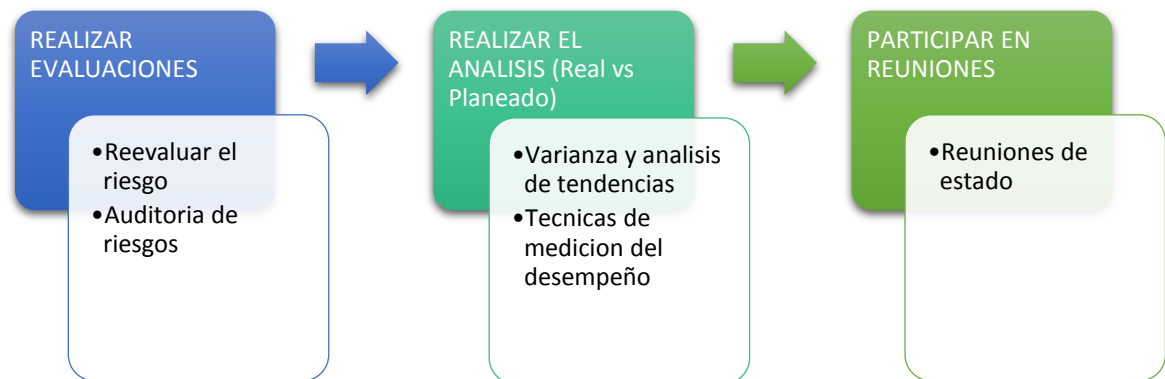 REALIZAR
EVALUACIONES
•Reevaluar el
riesgo
•Auditoria de
riesgos
REALIZAR EL
ANALISIS (Real vs
Planeado)
•Varianza y analisis
de tendencias
•Tecnicas de
medicion del
desempeño
PARTICIPAR EN
REUNIONES
•Reuniones de
estado